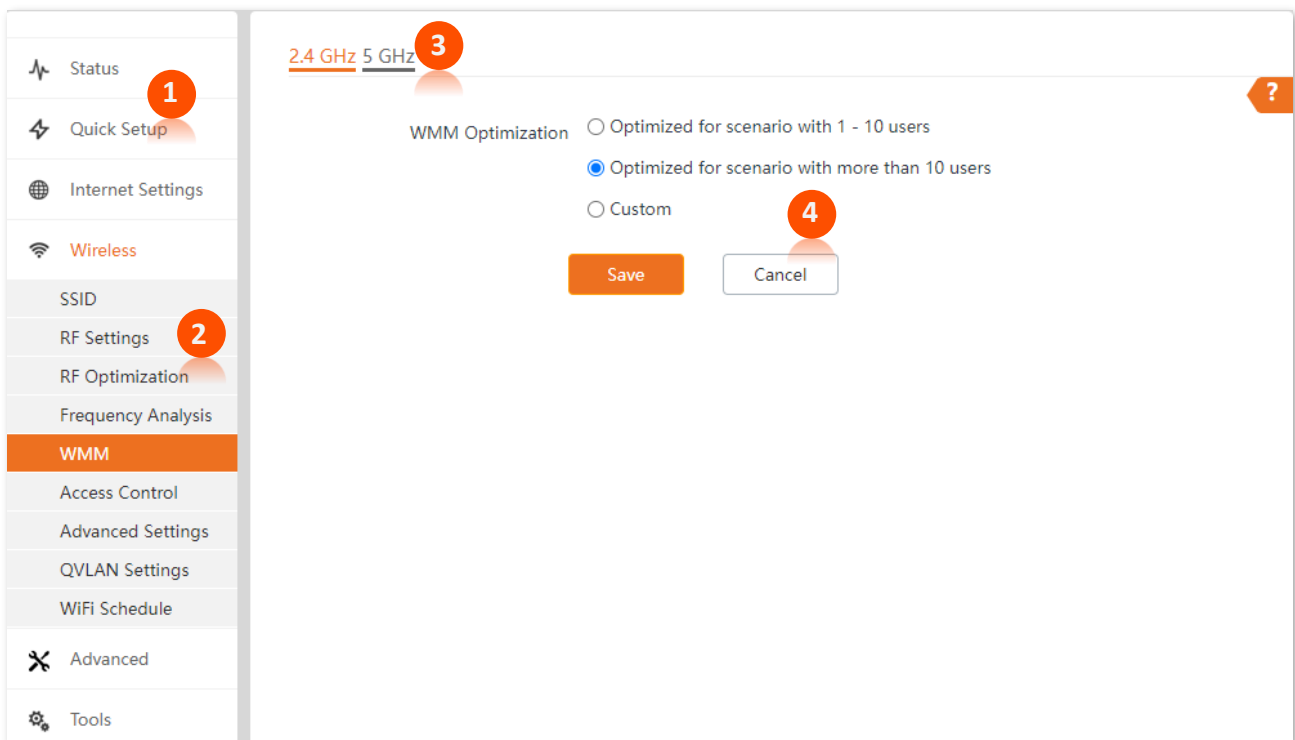 Status
1
Quick Setup
Internet Settings
Wireless
SSID
RF Settings
2
RF Optimization
Frequency Analysis
WMM
Access Control
Advanced Settings
QVLAN Settings
WiFi Schedule
Advanced
Tools
2.4 GHz 5 GHz 3
?
WMM Optimization Optimized for scenario with 1 - 10 users
Optimized for scenario with more than 10 users
Custom
4
Save Cancel